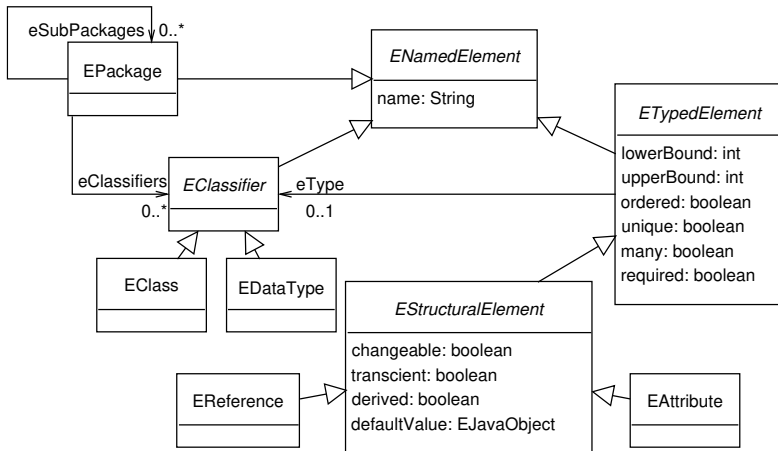 eSubPackages
0..*
EPackage
ENamedElement
name: String
ETypedElement
lowerBound: int
upperBound: int
ordered: boolean
unique: boolean
many: boolean
required: boolean
eClassifiers
0..*
EClassifier
eType
0..1
EClass
EDataType
EStructuralElement
changeable: boolean
transcient: boolean
derived: boolean
defaultValue: EJavaObject
EReference
EAttribute